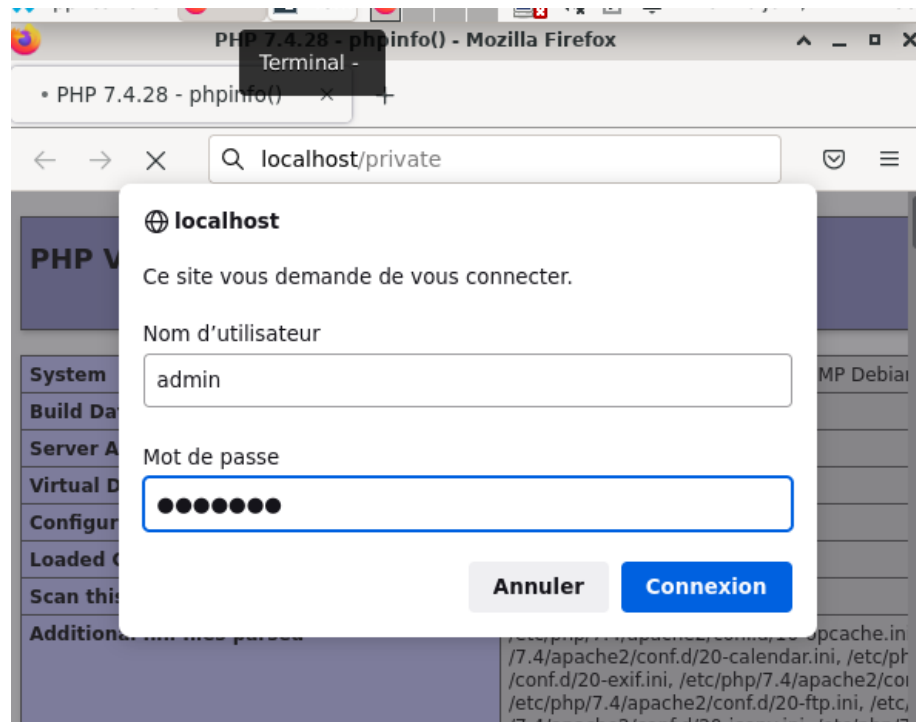 PHP 7.4.28 - phpinfo() - Mozilla Firefox
Terminal -
• PHP 7.4.28 - phpinfo()
localhost/private
localhost
Ce site vous demande de vous connecter.
Nom d’utilisateur
admin
Mot de passe
●●●●●●●
Annuler Connexion
PHP V
System MP Debian
Build Da
Server A
Virtual D
Configur
Loaded
Scan this
Additional .ini files parsed /etc/php/7.4/apache2/conf.d/10-opcache.in
/7.4/apache2/conf.d/20-calendar.ini, /etc/ph
/conf.d/20-exif.ini, /etc/php/7.4/apache2/co
/etc/php/7.4/apache2/conf.d/20-ftp.ini, /etc/